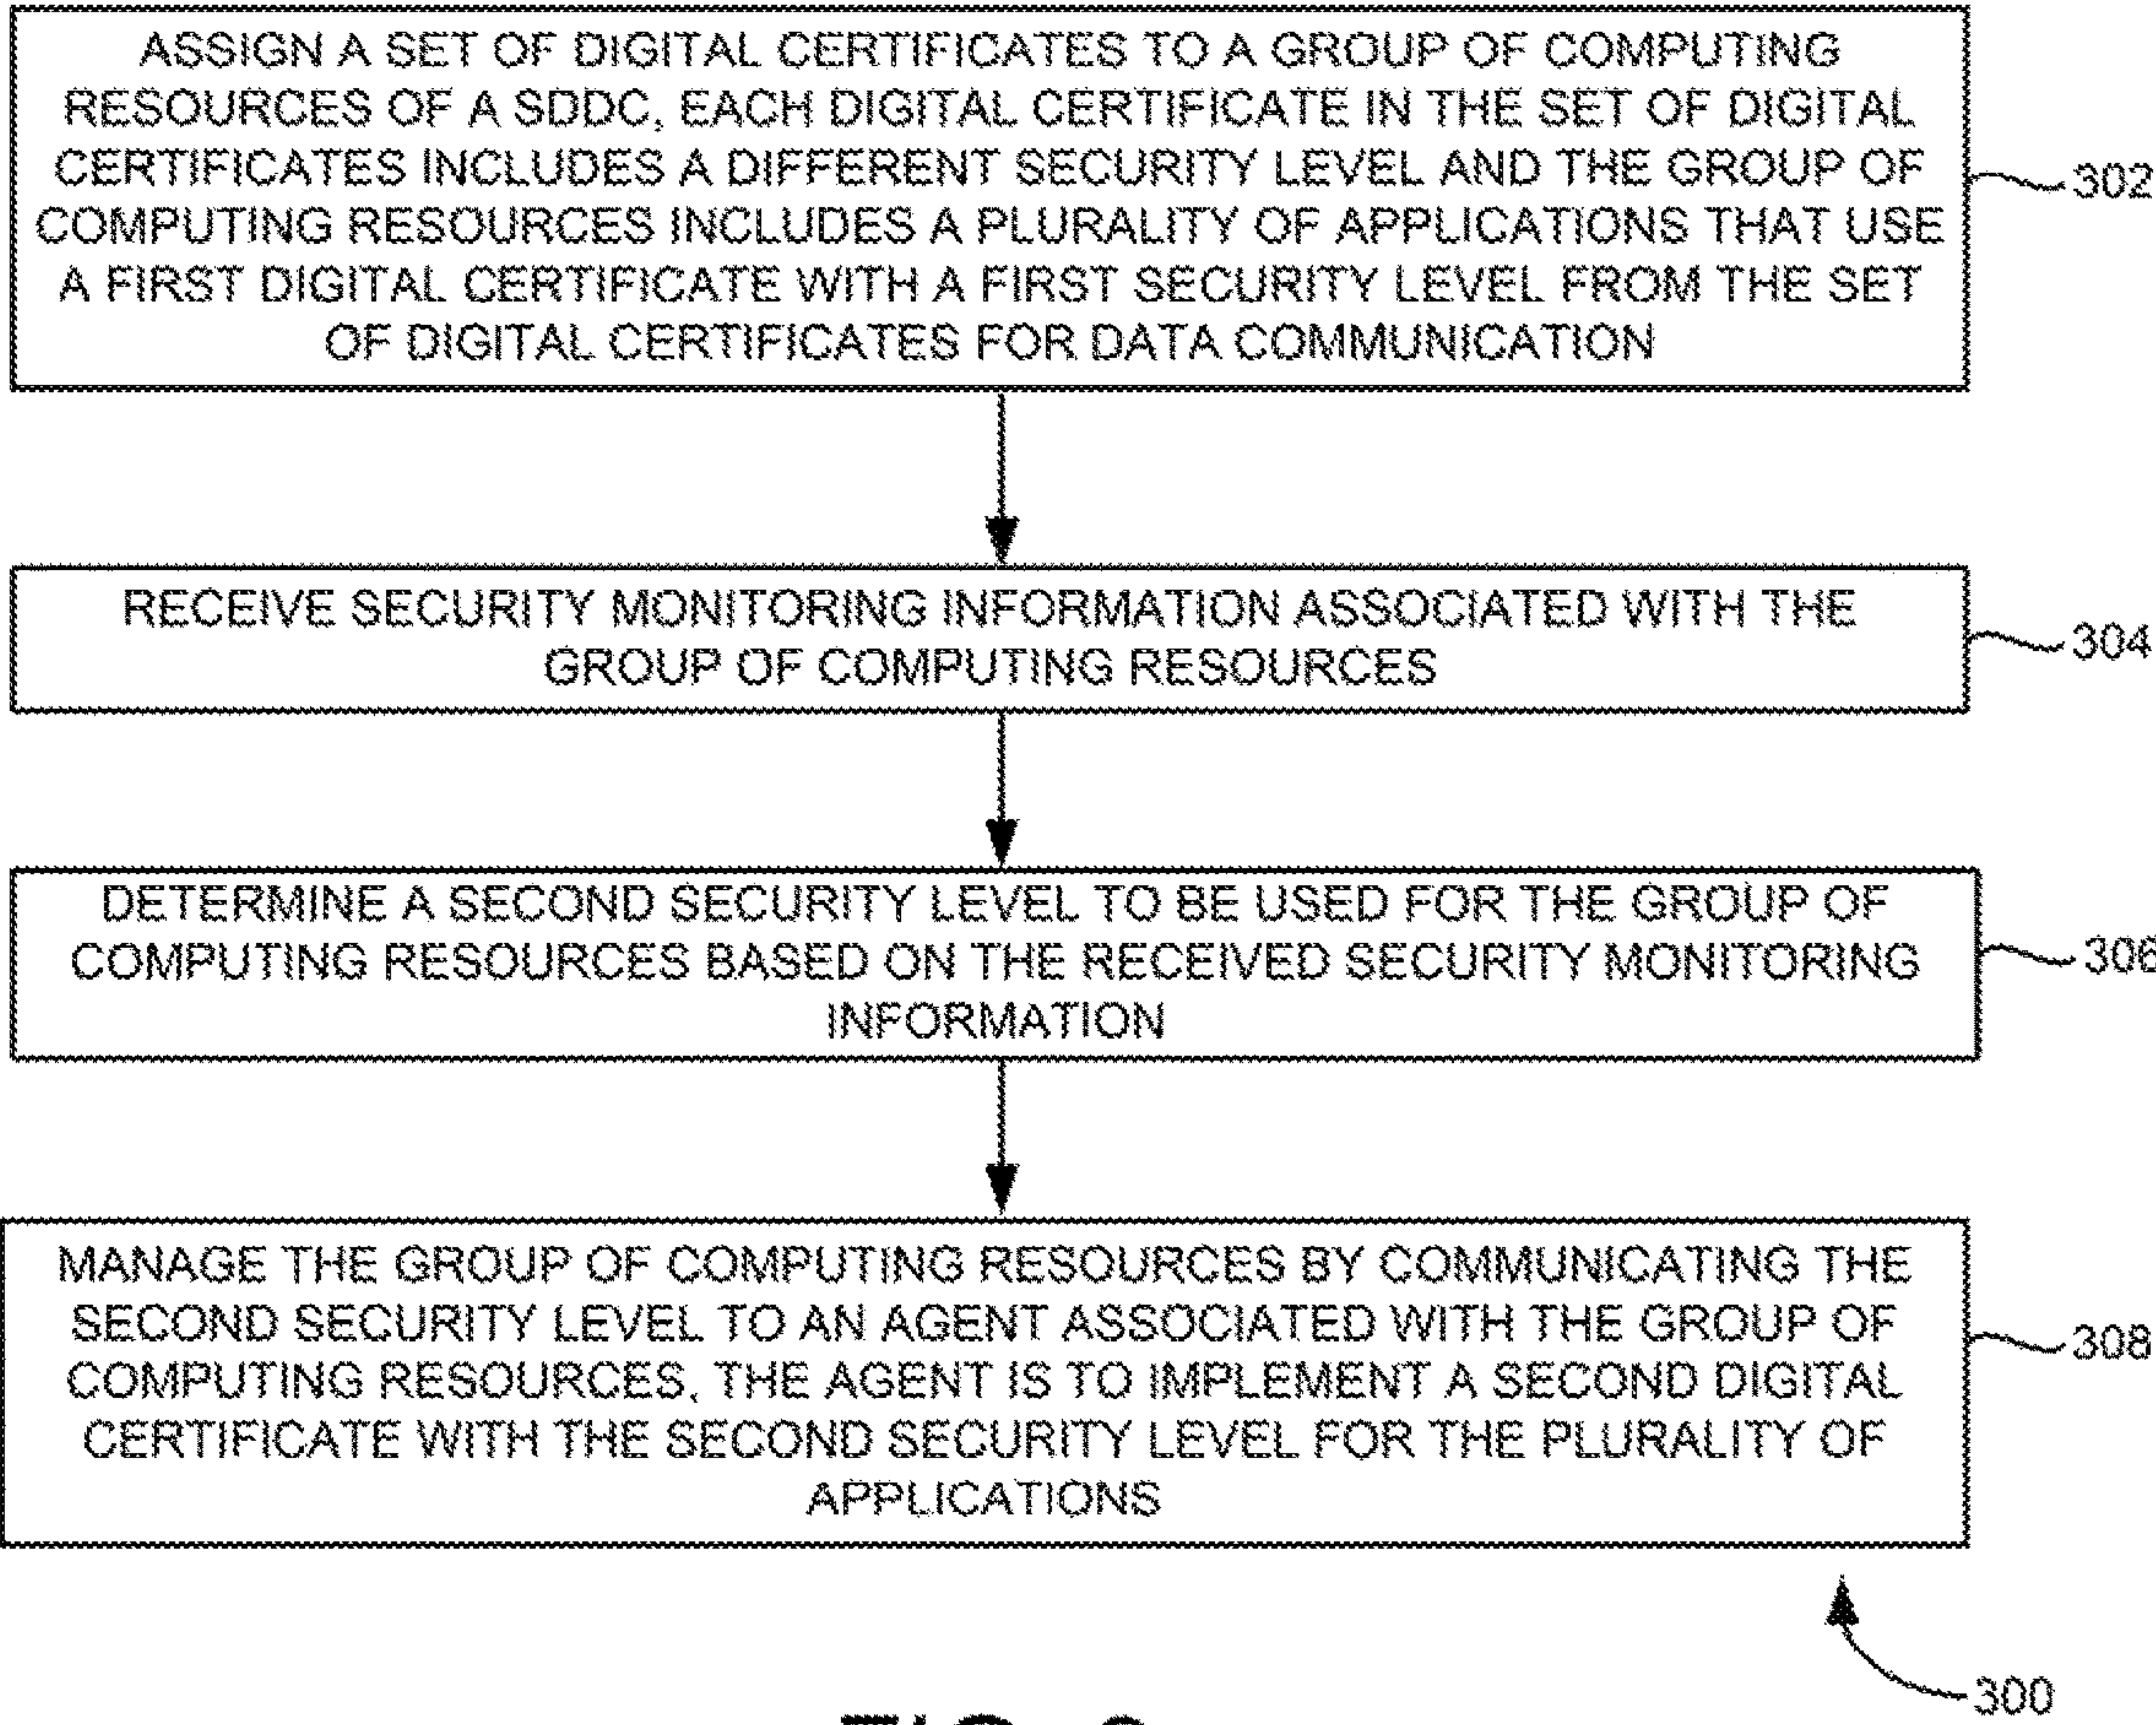 ASSIGN A SET OF DIGITAL CERTIFICATES TO A GROUP OF COMPUTING
RESOURCES OF A SDDC, EACH DIGITAL CERTIFICATE IN THE SET OF DIGITAL
CERTIFICATES INCLUDES A DIFFERENT SECURITY LEVEL AND THE GROUP OF
COMPUTING RESOURCES INCLUDES A PLURALITY OF APPLICATIONS THAT USE
A FIRST DIGITAL CERTIFICATE WITH A FIRST SECURITY LEVEL FROM THE SET
OF DIGITAL CERTIFICATES FOR DATA COMMUNICATION
302
RECEIVE SECURITY MONITORING INFORMATION ASSOCIATED WITH THE
GROUP OF COMPUTING RESOURCES
304
DETERMINE A SECOND SECURITY LEVEL TO BE USED FOR THE GROUP OF
COMPUTING RESOURCES BASED ON THE RECEIVED SECURITY MONITORING
INFORMATION
306
MANAGE THE GROUP OF COMPUTING RESOURCES BY COMMUNICATING THE
SECOND SECURITY LEVEL TO AN AGENT ASSOCIATED WITH THE GROUP OF
COMPUTING RESOURCES, THE AGENT IS TO IMPLEMENT A SECOND DIGITAL
CERTIFICATE WITH THE SECOND SECURITY LEVEL FOR THE PLURALITY OF
APPLICATIONS
308
300